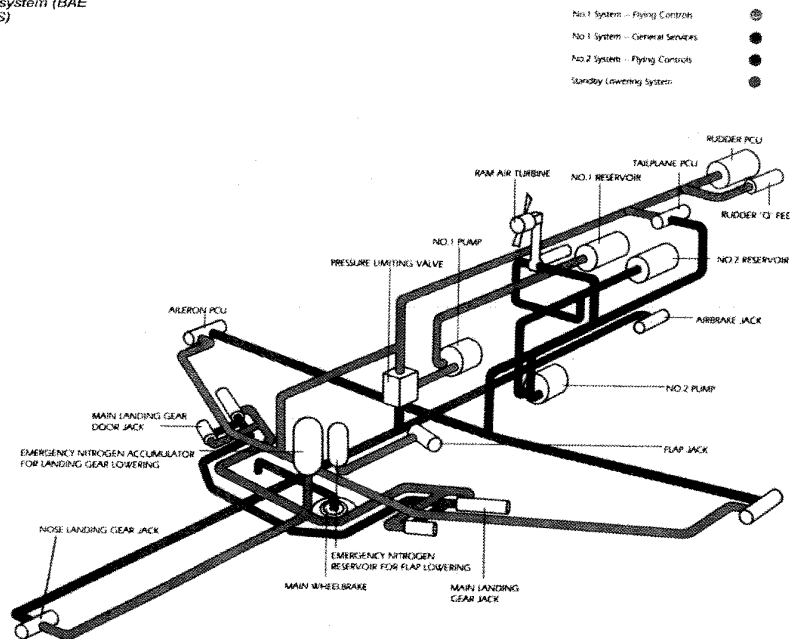 system (BAE
S)
No.1 System – Flying Controls
No.1 System – General Services
No.2 System – Flying Controls
Standby Lowering System
RUDDER PCU
TAILPLANE PCU
RAM AIR TURBINE
NO.1 RESERVOIR
RUDDER 'Q' FEE
NO.1 PUMP
PRESSURE LIMITING VALVE
NO.2 RESERVOIR
AILERON PCU
AIRBRAKE JACK
NO.2 PUMP
MAIN LANDING GEAR
DOOR JACK
FLAP JACK
EMERGENCY NITROGEN ACCUMULATOR
FOR LANDING GEAR LOWERING
NOSE LANDING GEAR JACK
EMERGENCY NITROGEN
RESERVOIR FOR FLAP LOWERING
MAIN WHEELBRAKE
MAIN LANDING
GEAR JACK